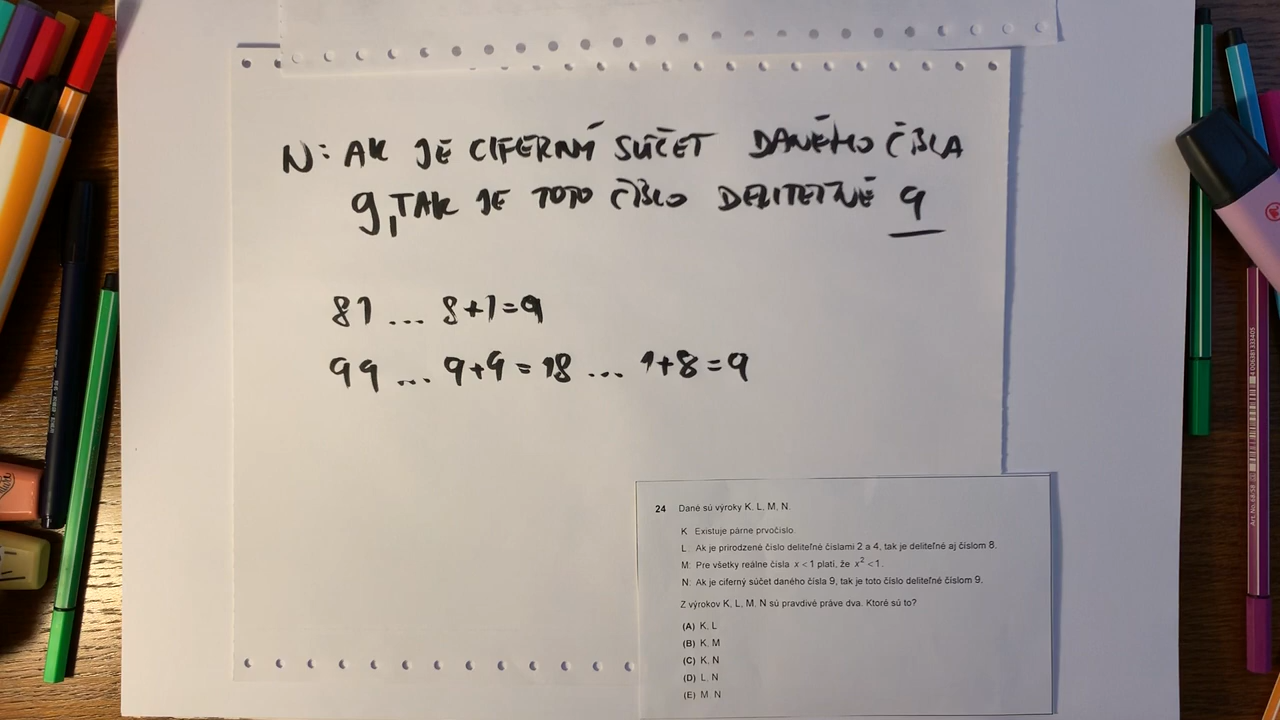 N: AK JE CIFERNÝ SÚČET DANÉHO ČÍSLA
9, TAK JE TOTO ČÍSLO DELITEĽNÉ 9
81 ... 8+1=9
99 ... 9+9=18 ... 1+8=9
24 Dané sú výroky K, L, M, N.
K: Existuje párne prvočíslo.
L: Ak je prirodzené číslo deliteľné číslami 2 a 4, tak je deliteľné aj číslom 8.
M: Pre všetky reálne čísla x < 1 platí, že x² < 1.
N: Ak je ciferný súčet daného čísla 9, tak je toto číslo deliteľné číslom 9.
Z výrokov K, L, M, N sú pravdivé práve dva. Ktoré sú to?
(A) K, L
(B) K, M
(C) K, N
(D) L, N
(E) M, N